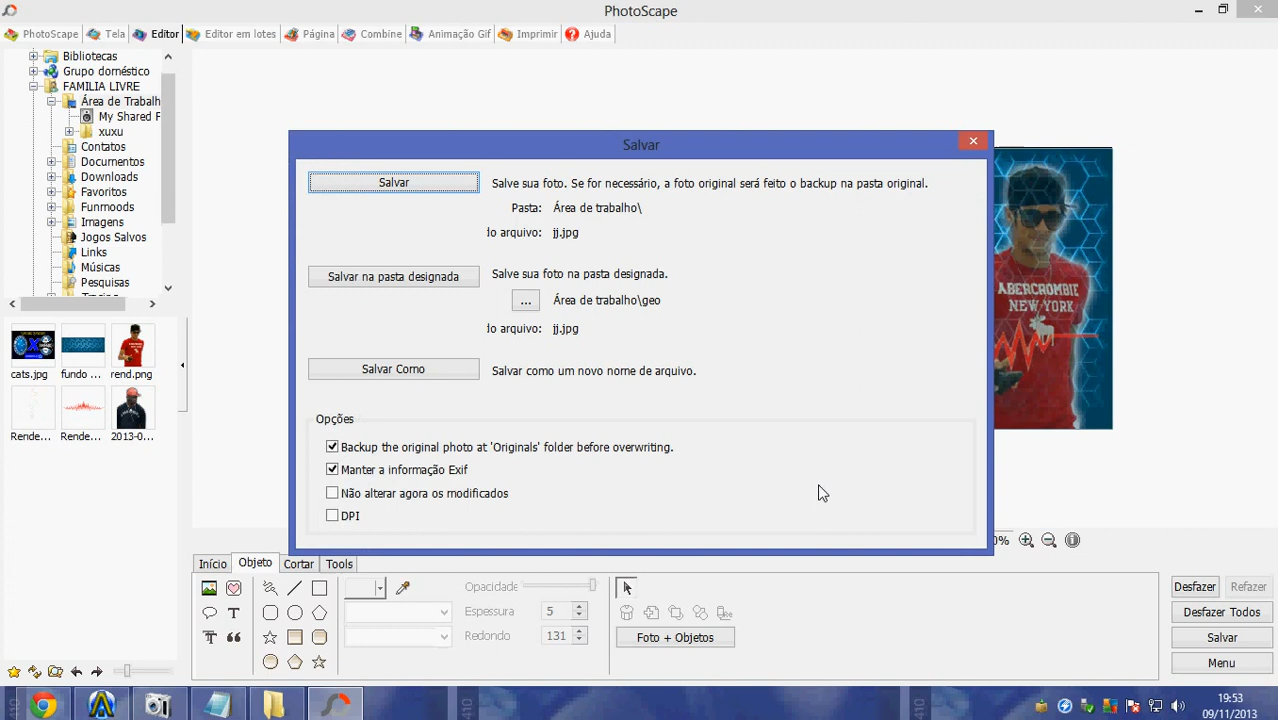 PhotoScape
PhotoScape Tela Editor Editor em lotes Página Combine Animação Gif Imprimir Ajuda
Bibliotecas
Grupo doméstico
FAMILIA LIVRE
Área de Trabalh
My Shared F
xuxu
Contatos
Documentos
Downloads
Favoritos
Funmoods
Imagens
Jogos Salvos
Links
Músicas
Pesquisas
cats.jpg fundo ... rend.png
Rende... Rende... 2013-0...
Salvar
Salvar Salve sua foto. Se for necessário, a foto original será feito o backup na pasta original.
Pasta: Área de trabalho\
lo arquivo: jj.jpg
Salvar na pasta designada Salve sua foto na pasta designada.
... Área de trabalho\geo
lo arquivo: jj.jpg
Salvar Como Salvar como um novo nome de arquivo.
Opções
Backup the original photo at 'Originals' folder before overwriting.
Manter a informação Exif
Não alterar agora os modificados
DPI
ABERCROMBIE
NEW YORK
0%
Início Objeto Cortar Tools
Opacidade
Espessura 5
Redondo 131
Foto + Objetos
Desfazer Refazer
Desfazer Todos
Salvar
Menu
19:53
09/11/2013